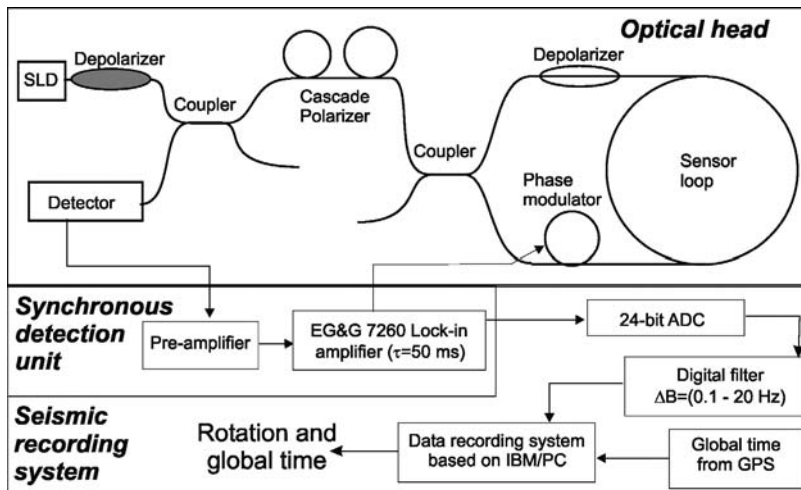 Optical head
Depolarizer
SLD
Coupler
Cascade
Polarizer
Depolarizer
Coupler
Sensor
loop
Phase
modulator
Detector
Synchronous
detection
unit
Pre-amplifier
EG&G 7260 Lock-in
amplifier (τ=50 ms)
24-bit ADC
Digital filter
ΔB=(0.1 - 20 Hz)
Seismic
recording
system
Rotation and
global time
Data recording system
based on IBM/PC
Global time
from GPS